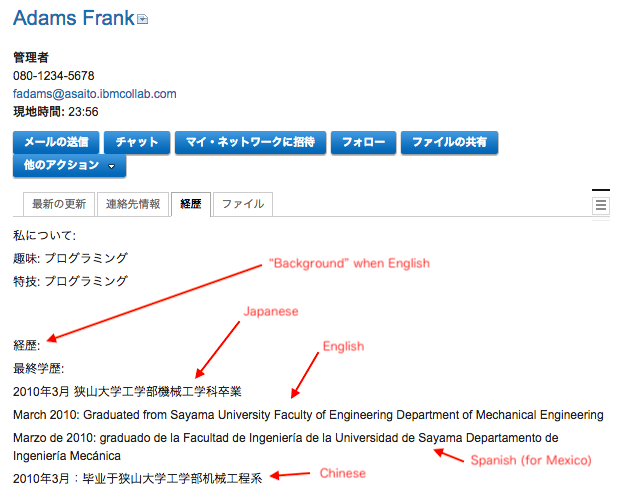 Adams Frank
管理者
080-1234-5678
fadams@asaito.ibmcollab.com
現地時間: 23:56
メールの送信 チャット マイ・ネットワークに招待 フォロー ファイルの共有
他のアクション
最新の更新 連絡先情報 経歴 ファイル
私について:
趣味: プログラミング
特技: プログラミング
"Background" when English
Japanese
English
経歴:
最終学歴:
2010年3月 狭山大学工学部機械工学科卒業
March 2010: Graduated from Sayama University Faculty of Engineering Department of Mechanical Engineering
Marzo de 2010: graduado de la Facultad de Ingeniería de la Universidad de Sayama Departamento de
Ingeniería Mecánica
Spanish (for Mexico)
2010年3月：毕业于狭山大学工学部机械工程系
Chinese